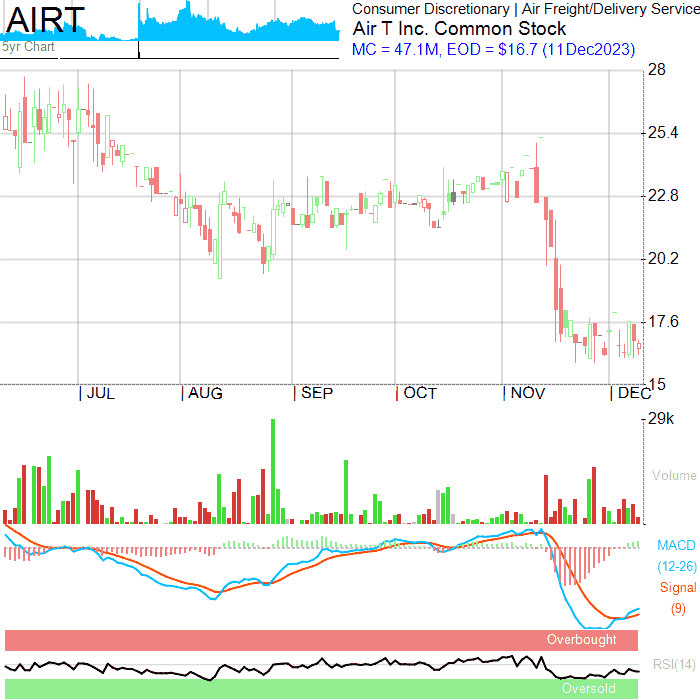 AIRT
5yr Chart
Consumer Discretionary | Air Freight/Delivery Service
Air T Inc. Common Stock
MC = 47.1M, EOD = $16.7 (11Dec2023)
28
25.4
22.8
20.2
17.6
15
| JUL | AUG | SEP | OCT | NOV | DEC
29k
Volume
MACD
(12-26)
Signal
(9)
Overbought
RSI(14)
Oversold